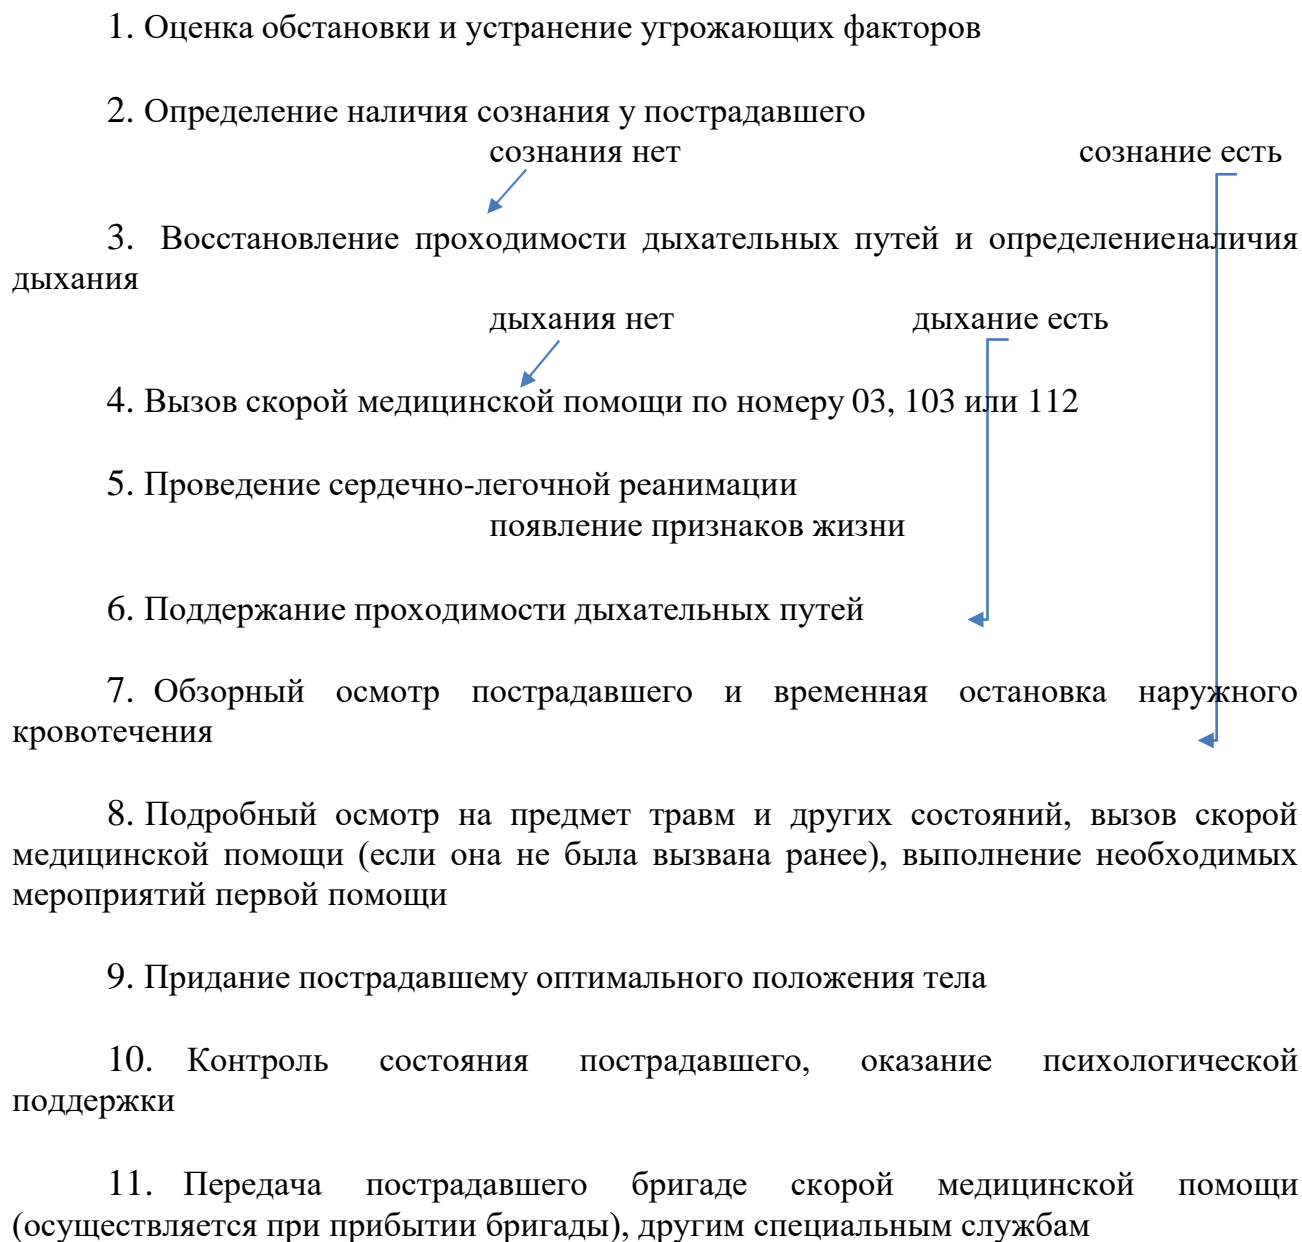 1. Оценка обстановки и устранение угрожающих факторов
2. Определение наличия сознания у пострадавшего
сознания нет сознание есть
3. Восстановление проходимости дыхательных путей и определениеналичия
дыхания
дыхания нет дыхание есть
4. Вызов скорой медицинской помощи по номеру 03, 103 или 112
5. Проведение сердечно-легочной реанимации
появление признаков жизни
6. Поддержание проходимости дыхательных путей
7. Обзорный осмотр пострадавшего и временная остановка наружного
кровотечения
8. Подробный осмотр на предмет травм и других состояний, вызов скорой
медицинской помощи (если она не была вызвана ранее), выполнение необходимых
мероприятий первой помощи
9. Придание пострадавшему оптимального положения тела
10. Контроль состояния пострадавшего, оказание психологической
поддержки
11. Передача пострадавшего бригаде скорой медицинской помощи
(осуществляется при прибытии бригады), другим специальным службам